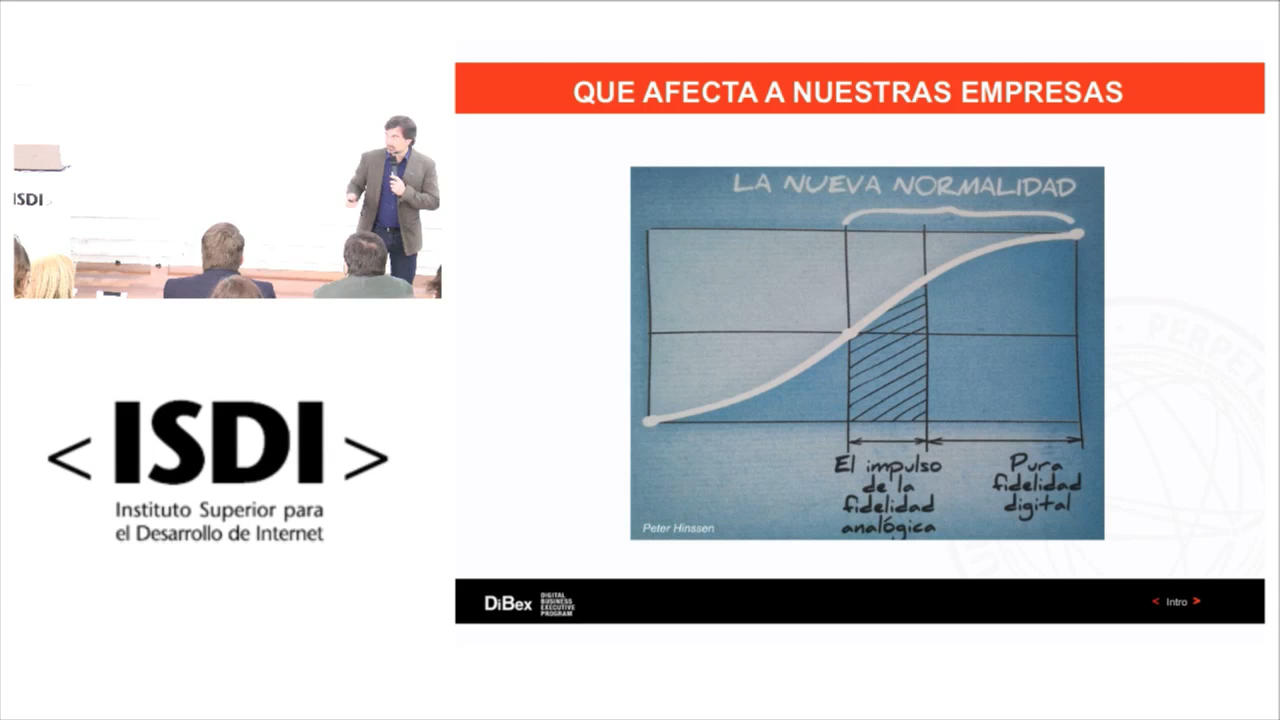 QUE AFECTA A NUESTRAS EMPRESAS
ISDI
LA NUEVA NORMALIDAD
El impulso
de la
fidelidad
analógica
Pura
fidelidad
digital
Peter Hinssen
< ISDI >
Instituto Superior para
el Desarrollo de Internet
DiBex
DIGITAL
BUSINESS
EXECUTIVE
PROGRAM
< Intro >